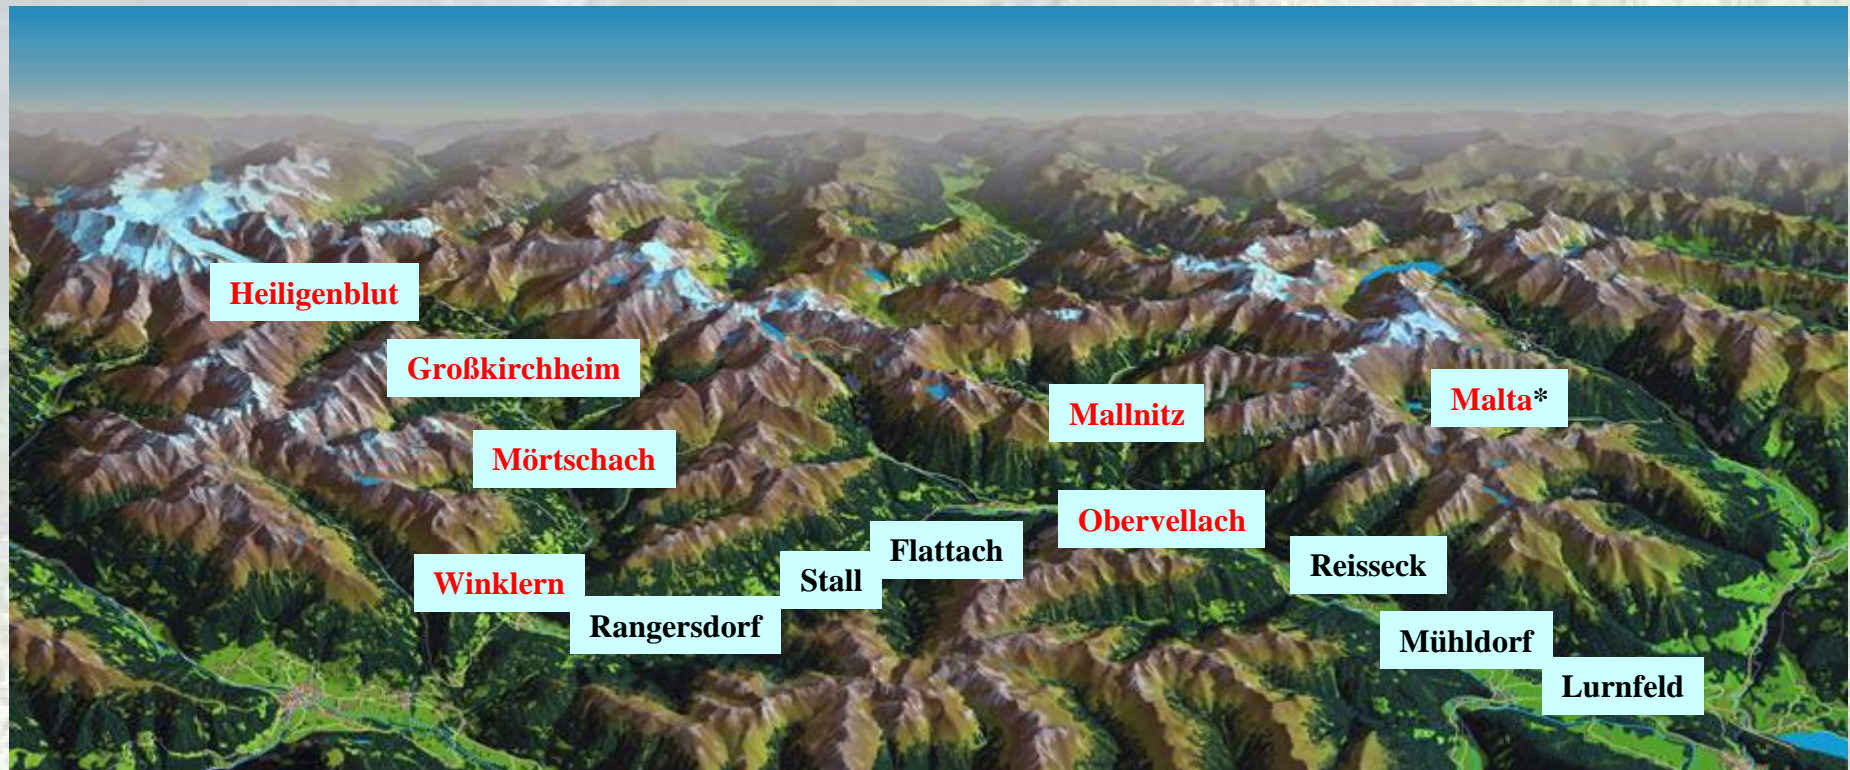 Heiligenblut
Großkirchheim
Malta*
Mallnitz
Mörtschach
Obervellach
Flattach
Reisseck
Stall
Winklern
Rangersdorf
Mühldorf
Lurnfeld